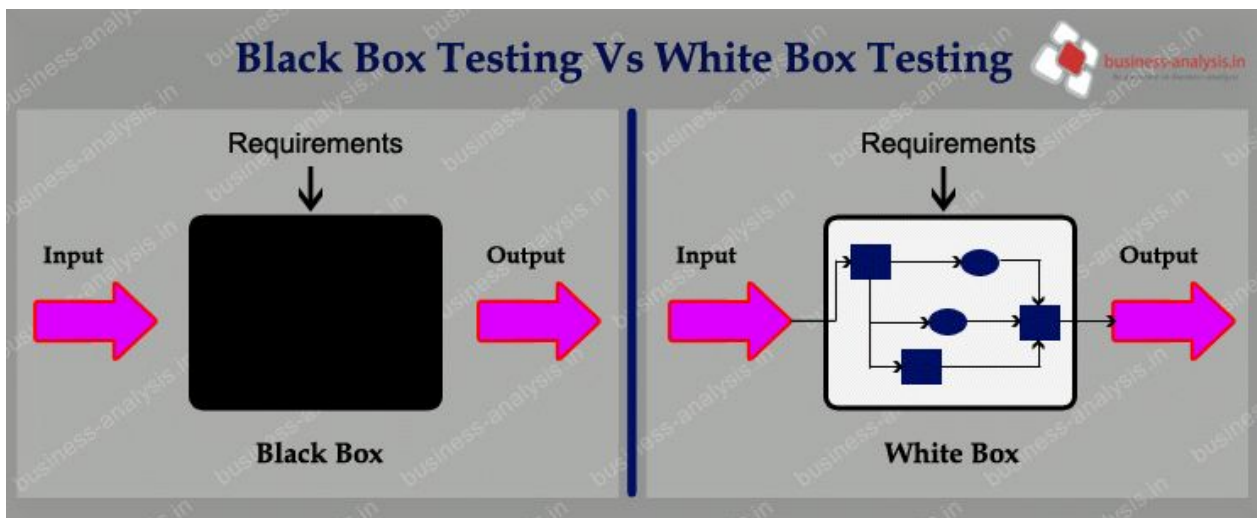 Black Box Testing Vs White Box Testing
business-analysis.in
Requirements
Input
Output
Black Box
Requirements
Input
Output
White Box